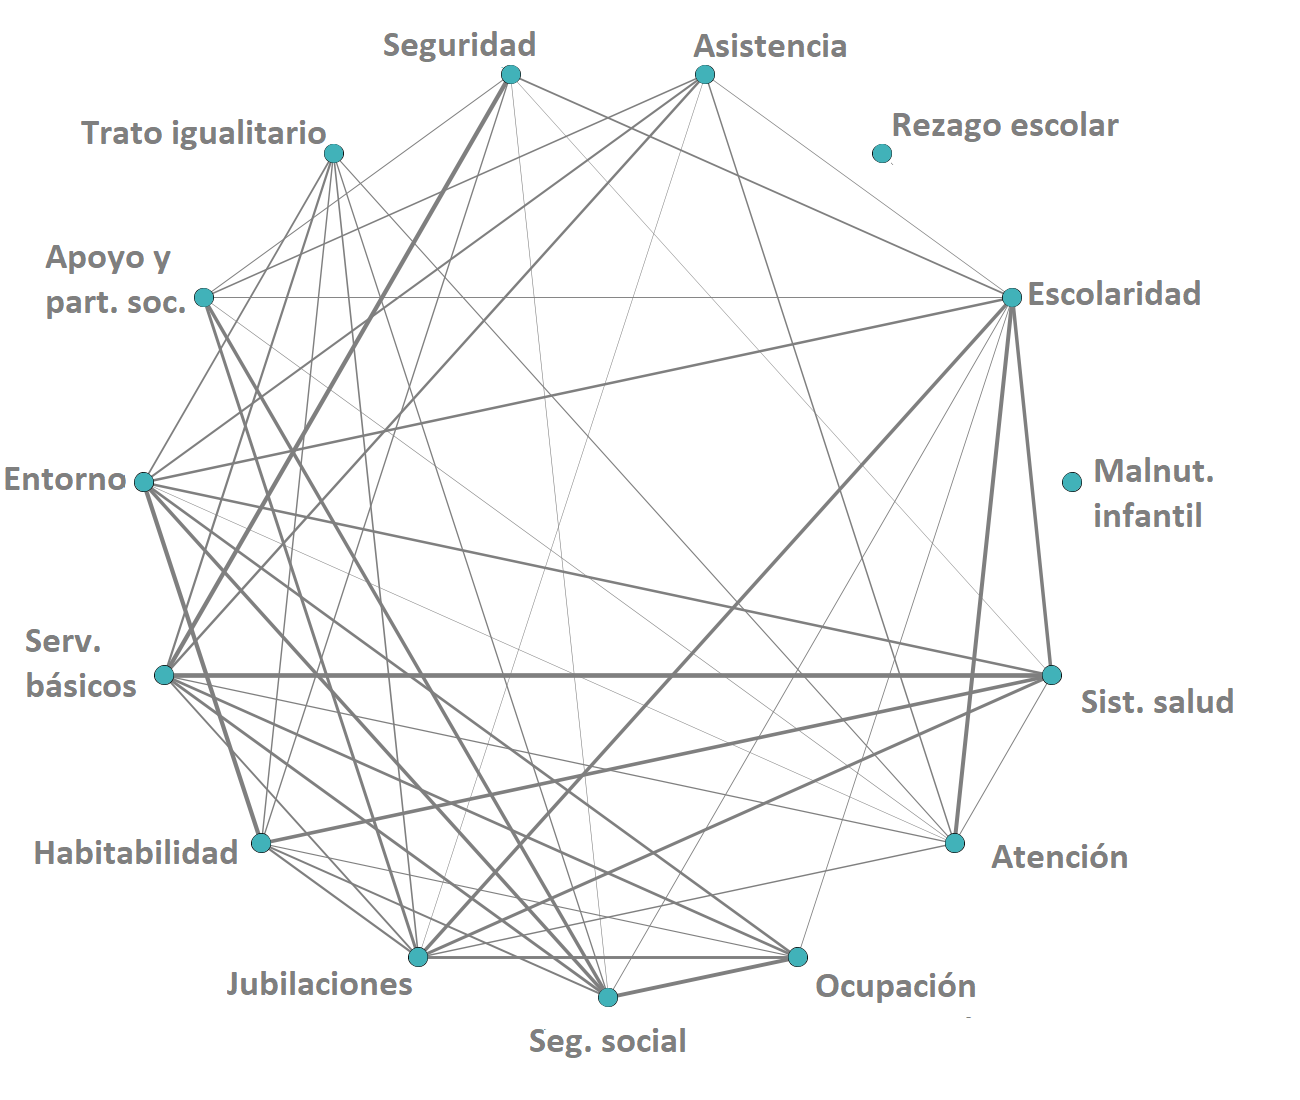 Seguridad
Asistencia
Rezago escolar
Trato igualitario
Apoyo y
part. soc.
Escolaridad
Entorno
Malnut.
infantil
Serv.
básicos
Sist. salud
Habitabilidad
Atención
Jubilaciones
Ocupación
Seg. social